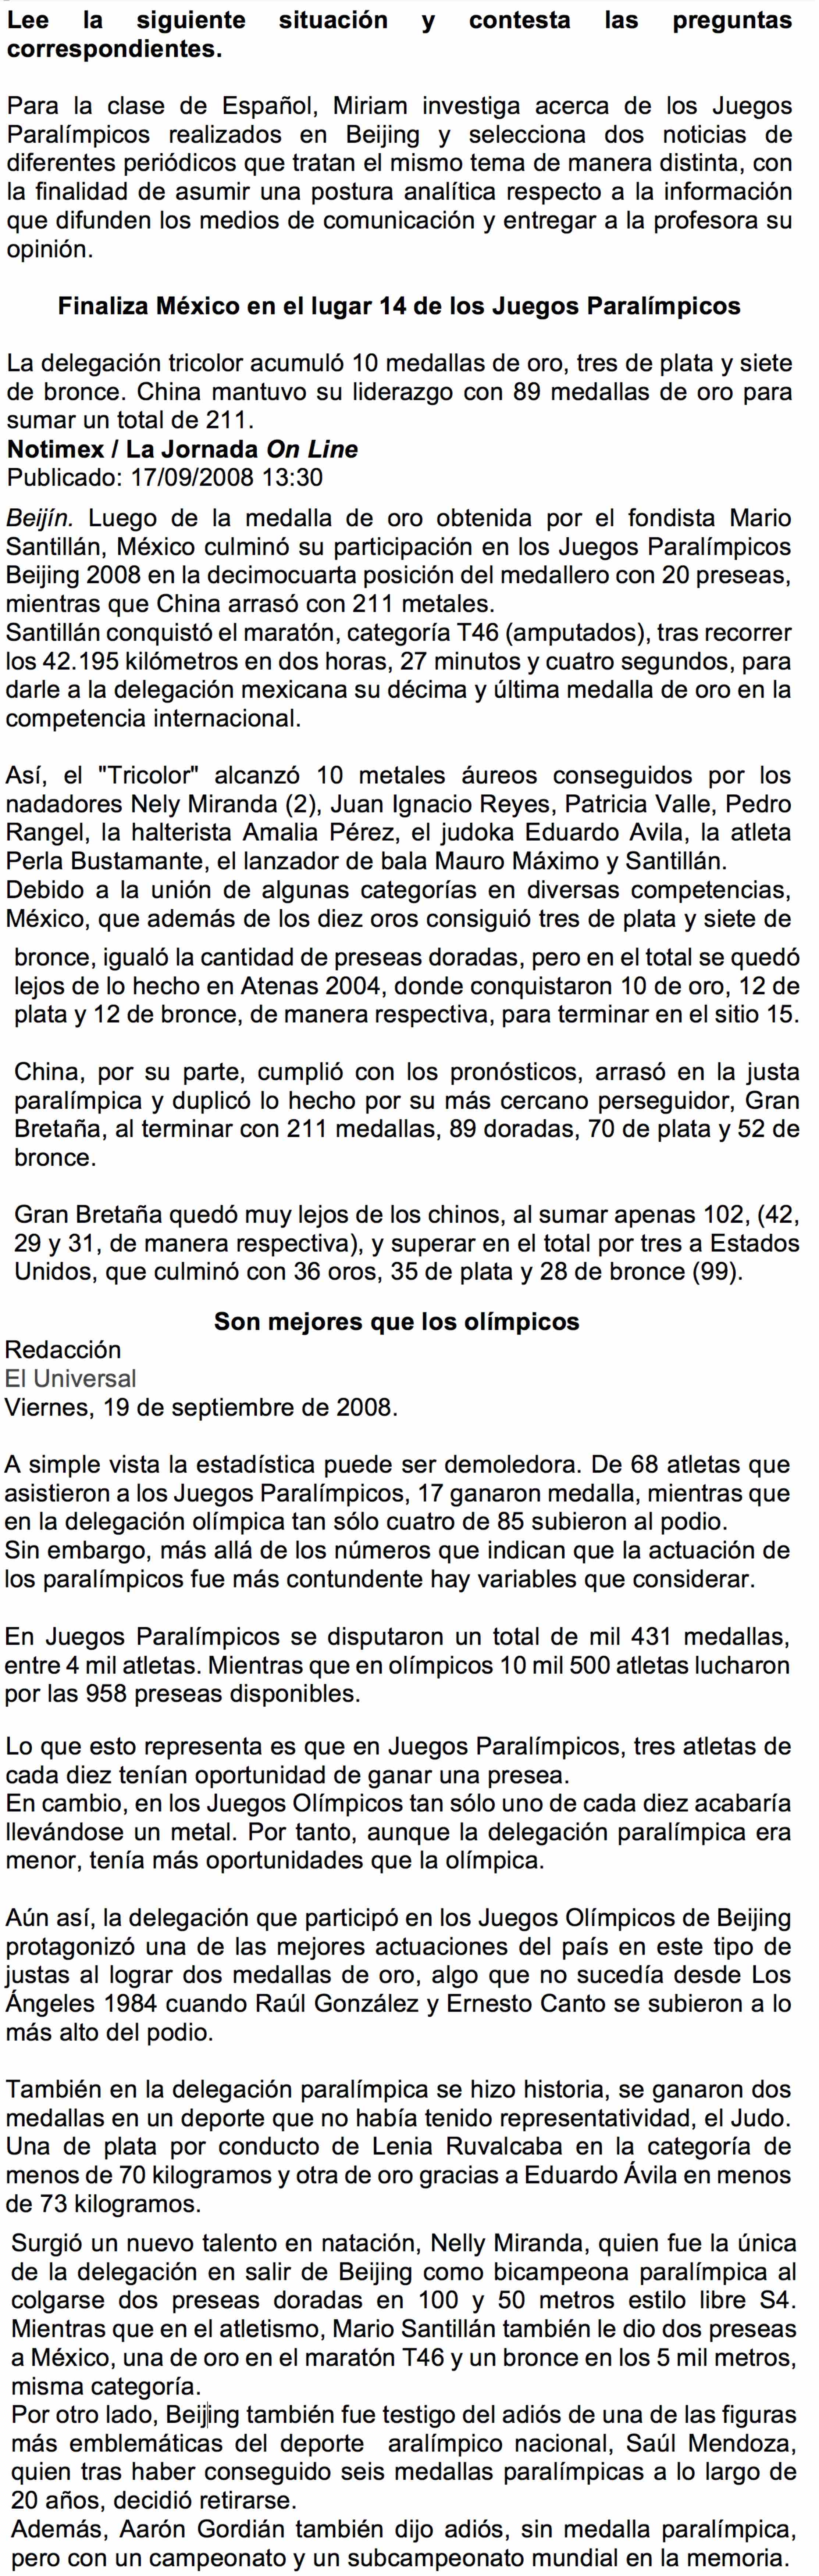 Lee la siguiente situación y contesta las preguntas
correspondientes.
Para la clase de Español, Miriam investiga acerca de los Juegos
Paralímpicos realizados en Beijing y selecciona dos noticias de
diferentes periódicos que tratan el mismo tema de manera distinta, con
la finalidad de asumir una postura analítica respecto a la información
que difunden los medios de comunicación y entregar a la profesora su
opinión.
Finaliza México en el lugar 14 de los Juegos Paralímpicos
La delegación tricolor acumuló 10 medallas de oro, tres de plata y siete
de bronce. China mantuvo su liderazgo con 89 medallas de oro para
sumar un total de 211.
Notimex / La Jornada On Line
Publicado: 17/09/2008 13:30
Beijín. Luego de la medalla de oro obtenida por el fondista Mario
Santillán, México culminó su participación en los Juegos Paralímpicos
Beijing 2008 en la decimocuarta posición del medallero con 20 preseas,
mientras que China arrasó con 211 metales.
Santillán conquistó el maratón, categoría T46 (amputados), tras recorrer
los 42.195 kilómetros en dos horas, 27 minutos y cuatro segundos, para
darle a la delegación mexicana su décima y última medalla de oro en la
competencia internacional.
Así, el "Tricolor" alcanzó 10 metales áureos conseguidos por los
nadadores Nely Miranda (2), Juan Ignacio Reyes, Patricia Valle, Pedro
Rangel, la halterista Amalia Pérez, el judoka Eduardo Avila, la atleta
Perla Bustamante, el lanzador de bala Mauro Máximo y Santillán.
Debido a la unión de algunas categorías en diversas competencias,
México, que además de los diez oros consiguió tres de plata y siete de
bronce, igualó la cantidad de preseas doradas, pero en el total se quedó
lejos de lo hecho en Atenas 2004, donde conquistaron 10 de oro, 12 de
plata y 12 de bronce, de manera respectiva, para terminar en el sitio 15.
China, por su parte, cumplió con los pronósticos, arrasó en la justa
paralímpica y duplicó lo hecho por su más cercano perseguidor, Gran
Bretaña, al terminar con 211 medallas, 89 doradas, 70 de plata y 52 de
bronce.
Gran Bretaña quedó muy lejos de los chinos, al sumar apenas 102, (42,
29 y 31, de manera respectiva), y superar en el total por tres a Estados
Unidos, que culminó con 36 oros, 35 de plata y 28 de bronce (99).
Son mejores que los olímpicos
Redacción
El Universal
Viernes, 19 de septiembre de 2008.
A simple vista la estadística puede ser demoledora. De 68 atletas que
asistieron a los Juegos Paralímpicos, 17 ganaron medalla, mientras que
en la delegación olímpica tan sólo cuatro de 85 subieron al podio.
Sin embargo, más allá de los números que indican que la actuación de
los paralímpicos fue más contundente hay variables que considerar.
En Juegos Paralímpicos se disputaron un total de mil 431 medallas,
entre 4 mil atletas. Mientras que en olímpicos 10 mil 500 atletas lucharon
por las 958 preseas disponibles.
Lo que esto representa es que en Juegos Paralímpicos, tres atletas de
cada diez tenían oportunidad de ganar una presea.
En cambio, en los Juegos Olímpicos tan sólo uno de cada diez acabaría
llevándose un metal. Por tanto, aunque la delegación paralímpica era
menor, tenía más oportunidades que la olímpica.
Aún así, la delegación que participó en los Juegos Olímpicos de Beijing
protagonizó una de las mejores actuaciones del país en este tipo de
justas al lograr dos medallas de oro, algo que no sucedía desde Los
Ángeles 1984 cuando Raúl González y Ernesto Canto se subieron a lo
más alto del podio.
También en la delegación paralímpica se hizo historia, se ganaron dos
medallas en un deporte que no había tenido representatividad, el Judo.
Una de plata por conducto de Lenia Ruvalcaba en la categoría de
menos de 70 kilogramos y otra de oro gracias a Eduardo Ávila en menos
de 73 kilogramos.
Surgió un nuevo talento en natación, Nelly Miranda, quien fue la única
de la delegación en salir de Beijing como bicampeona paralímpica al
colgarse dos preseas doradas en 100 y 50 metros estilo libre S4.
Mientras que en el atletismo, Mario Santillán también le dio dos preseas
a México, una de oro en el maratón T46 y un bronce en los 5 mil metros,
misma categoría.
Por otro lado, Beijing también fue testigo del adiós de una de las figuras
más emblemáticas del deporte aralímpico nacional, Saúl Mendoza,
quien tras haber conseguido seis medallas paralímpicas a lo largo de
20 años, decidió retirarse.
Además, Aarón Gordián también dijo adiós, sin medalla paralímpica,
pero con un campeonato y un subcampeonato mundial en la memoria.